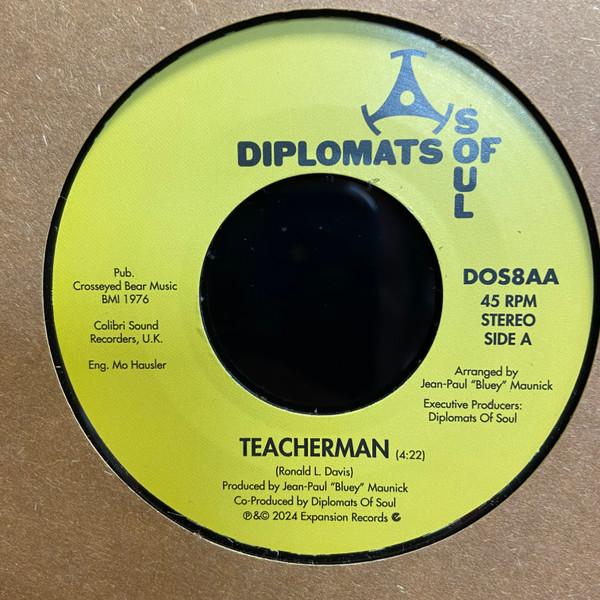 DIPLOMATS OF
SOUL
Pub.
Crosseyed Bear Music
BMI 1976
Colibri Sound
Recorders, U.K.
Eng. Mo Hausler
DOS8AA
45 RPM
STEREO
SIDE A
Arranged by
Jean-Paul "Bluey" Maunick
Executive Producers:
Diplomats Of Soul
TEACHERMAN (4:22)
(Ronald L. Davis)
Produced by Jean-Paul "Bluey" Maunick
Co-Produced by Diplomats Of Soul
℗&© 2024 Expansion Records e